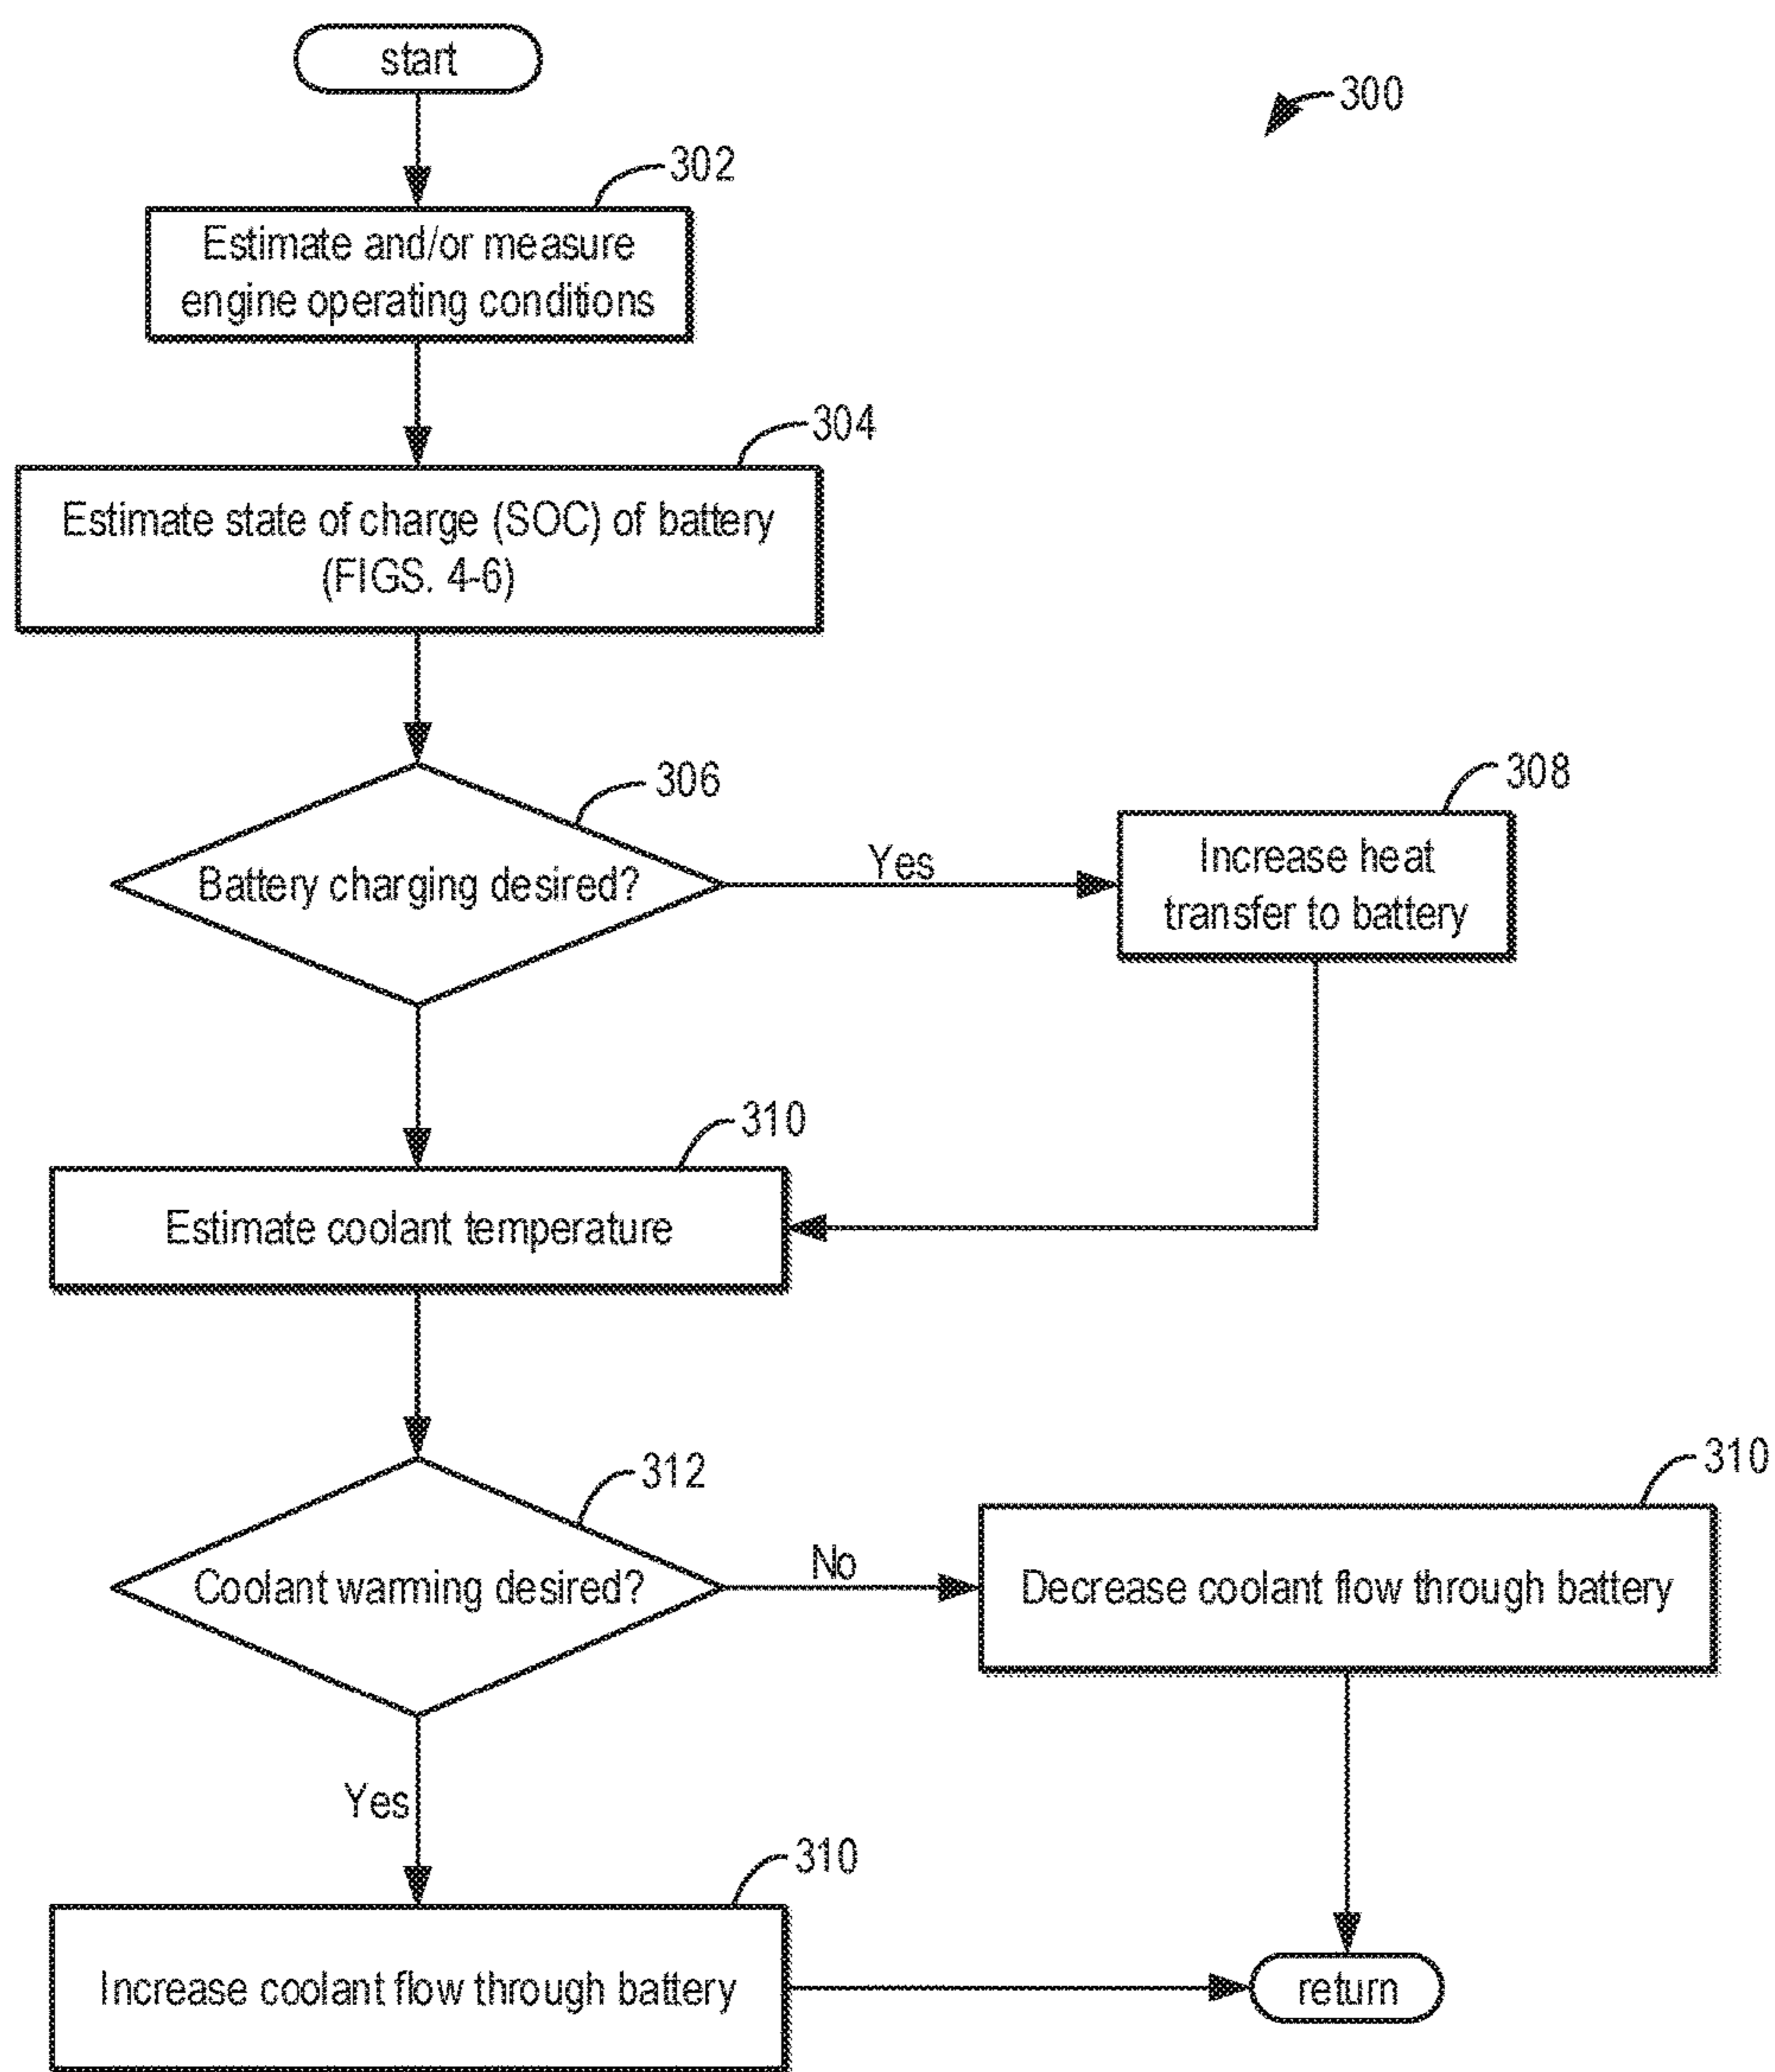 start
300
302
Estimate and/or measure
engine operating conditions
304
Estimate state of charge (SOC) of battery
(FIGS. 4-6)
306
Battery charging desired?
Yes
308
Increase heat
transfer to battery
310
Estimate coolant temperature
312
Coolant warming desired?
No
310
Decrease coolant flow through battery
Yes
310
Increase coolant flow through battery
return